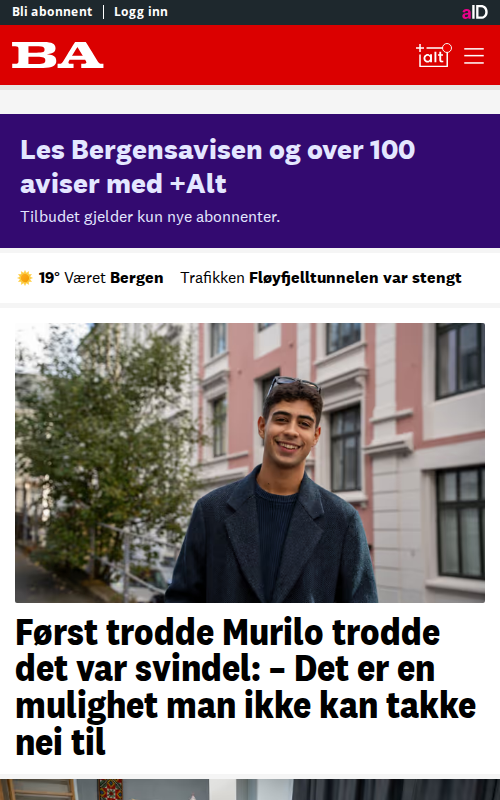 Bli abonnent | Logg inn
aID
BA
+alt
Les Bergensavisen og over 100
aviser med +Alt
Tilbudet gjelder kun nye abonnenter.
19° Været Bergen Trafikken Fløyfjelltunnelen var stengt
Først trodde Murilo trodde
det var svindel: – Det er en
mulighet man ikke kan takke
nei til